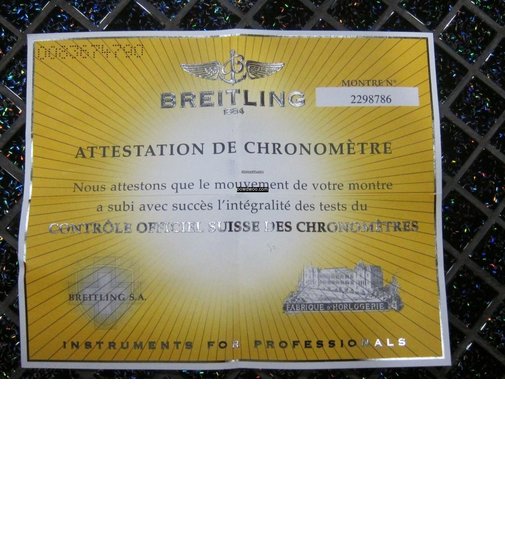 0083674790
BREITLING
1884
MONTRE N°
2298786
ATTESTATION DE CHRONOMÈTRE
Nous attestons que le mouvement de votre montre
a subi avec succès l'intégralité des tests du
CONTRÔLE OFFICIEL SUISSE DES CHRONOMÈTRES
BREITLING S.A.
FABRIQUE D'HORLOGERIE
INSTRUMENTS FOR PROFESSIONALS